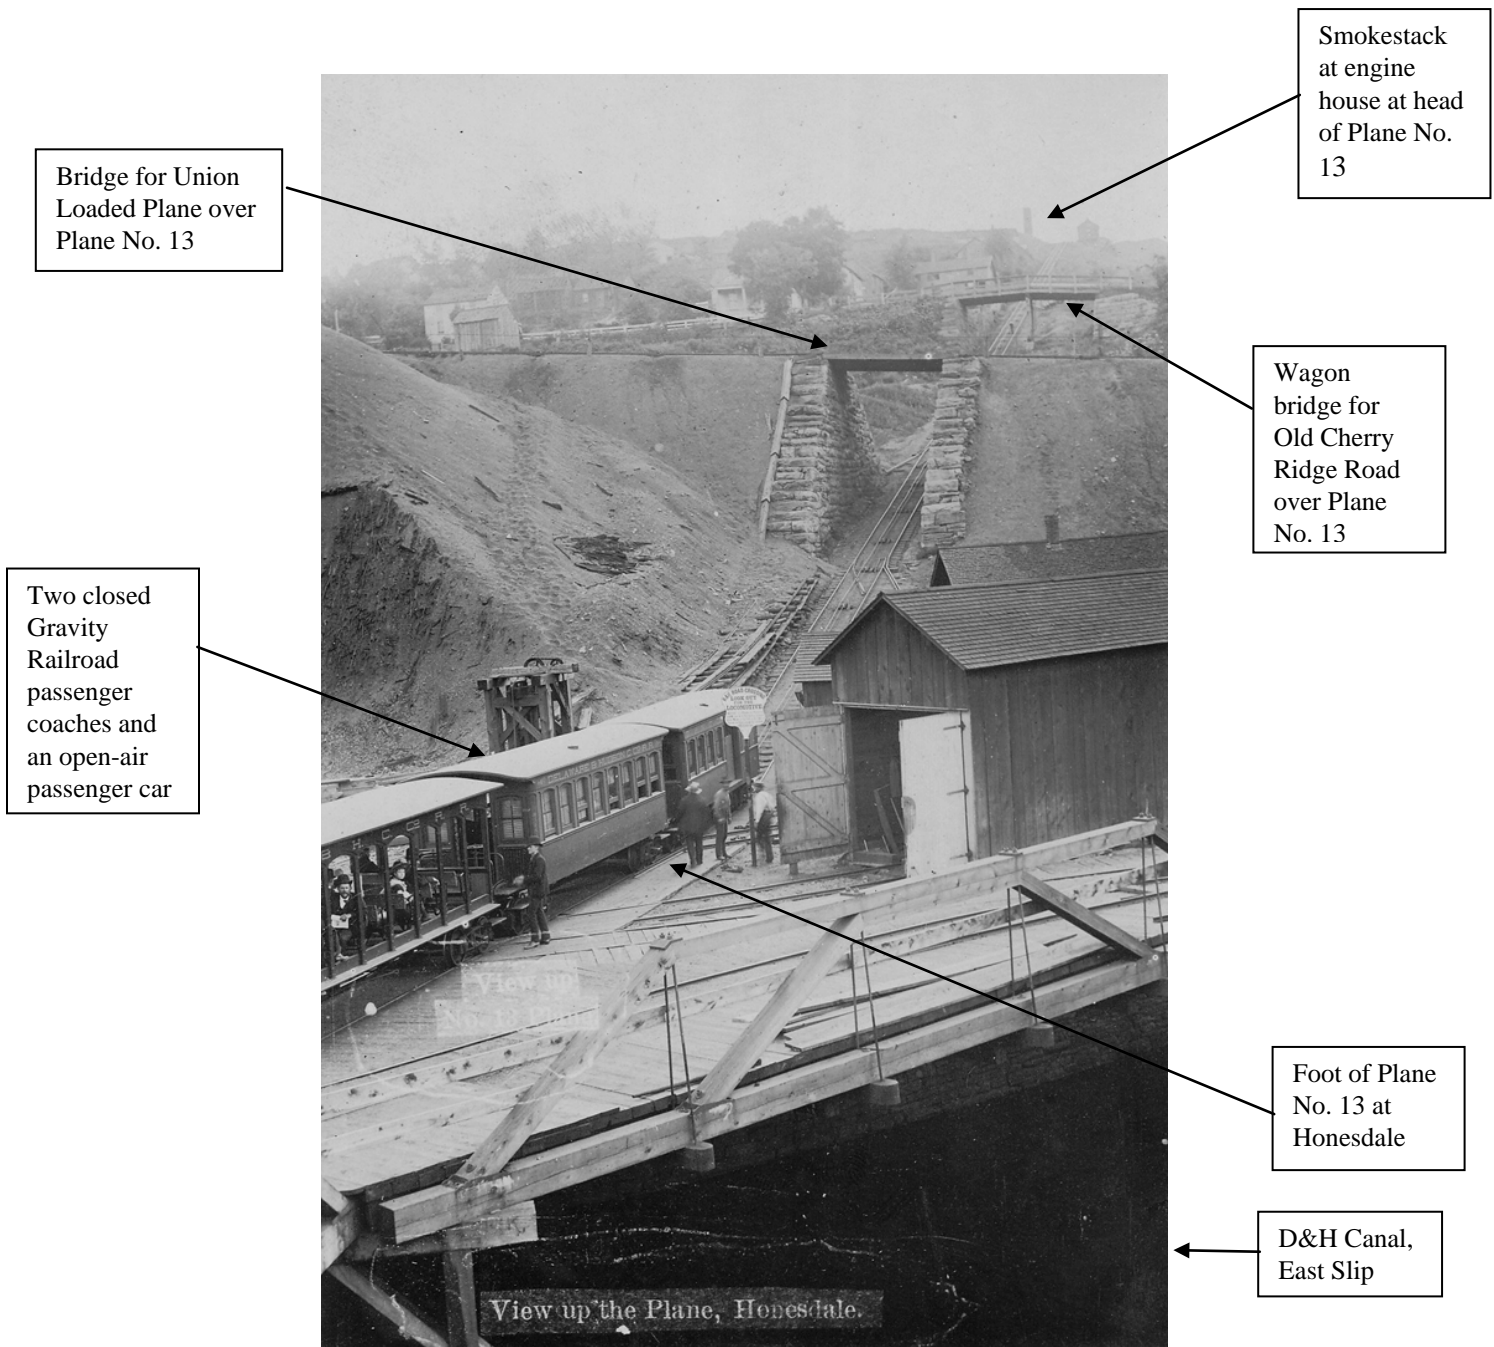 Smokestack
at engine
house at head
of Plane No.
13
Bridge for Union
Loaded Plane over
Plane No. 13
Wagon
bridge for
Old Cherry
Ridge Road
over Plane
No. 13
Two closed
Gravity
Railroad
passenger
coaches and
an open-air
passenger car
LOCOMOTIVE
View up
No. 13 Plane
Foot of Plane
No. 13 at
Honesdale
D&H Canal,
East Slip
View up the Plane, Honesdale.